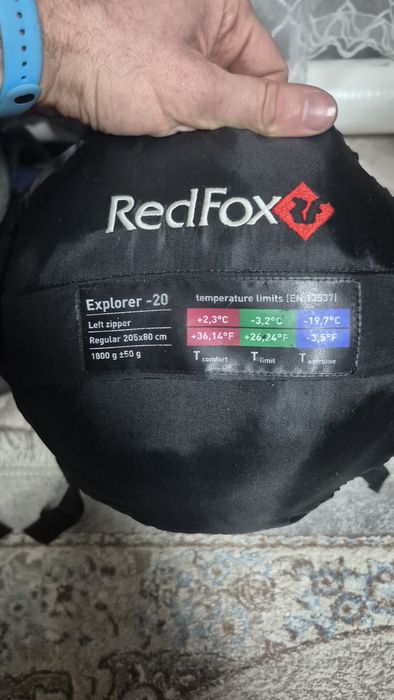 RedFox
Explorer -20
Left zipper
Regular 205x80 cm
1800 g ±50 g
temperature limits (EN 13537)
+2,3°C -3,2°C -19,7°C
+36,14°F +26,24°F -3,5°F
T comfort T limit T extreme